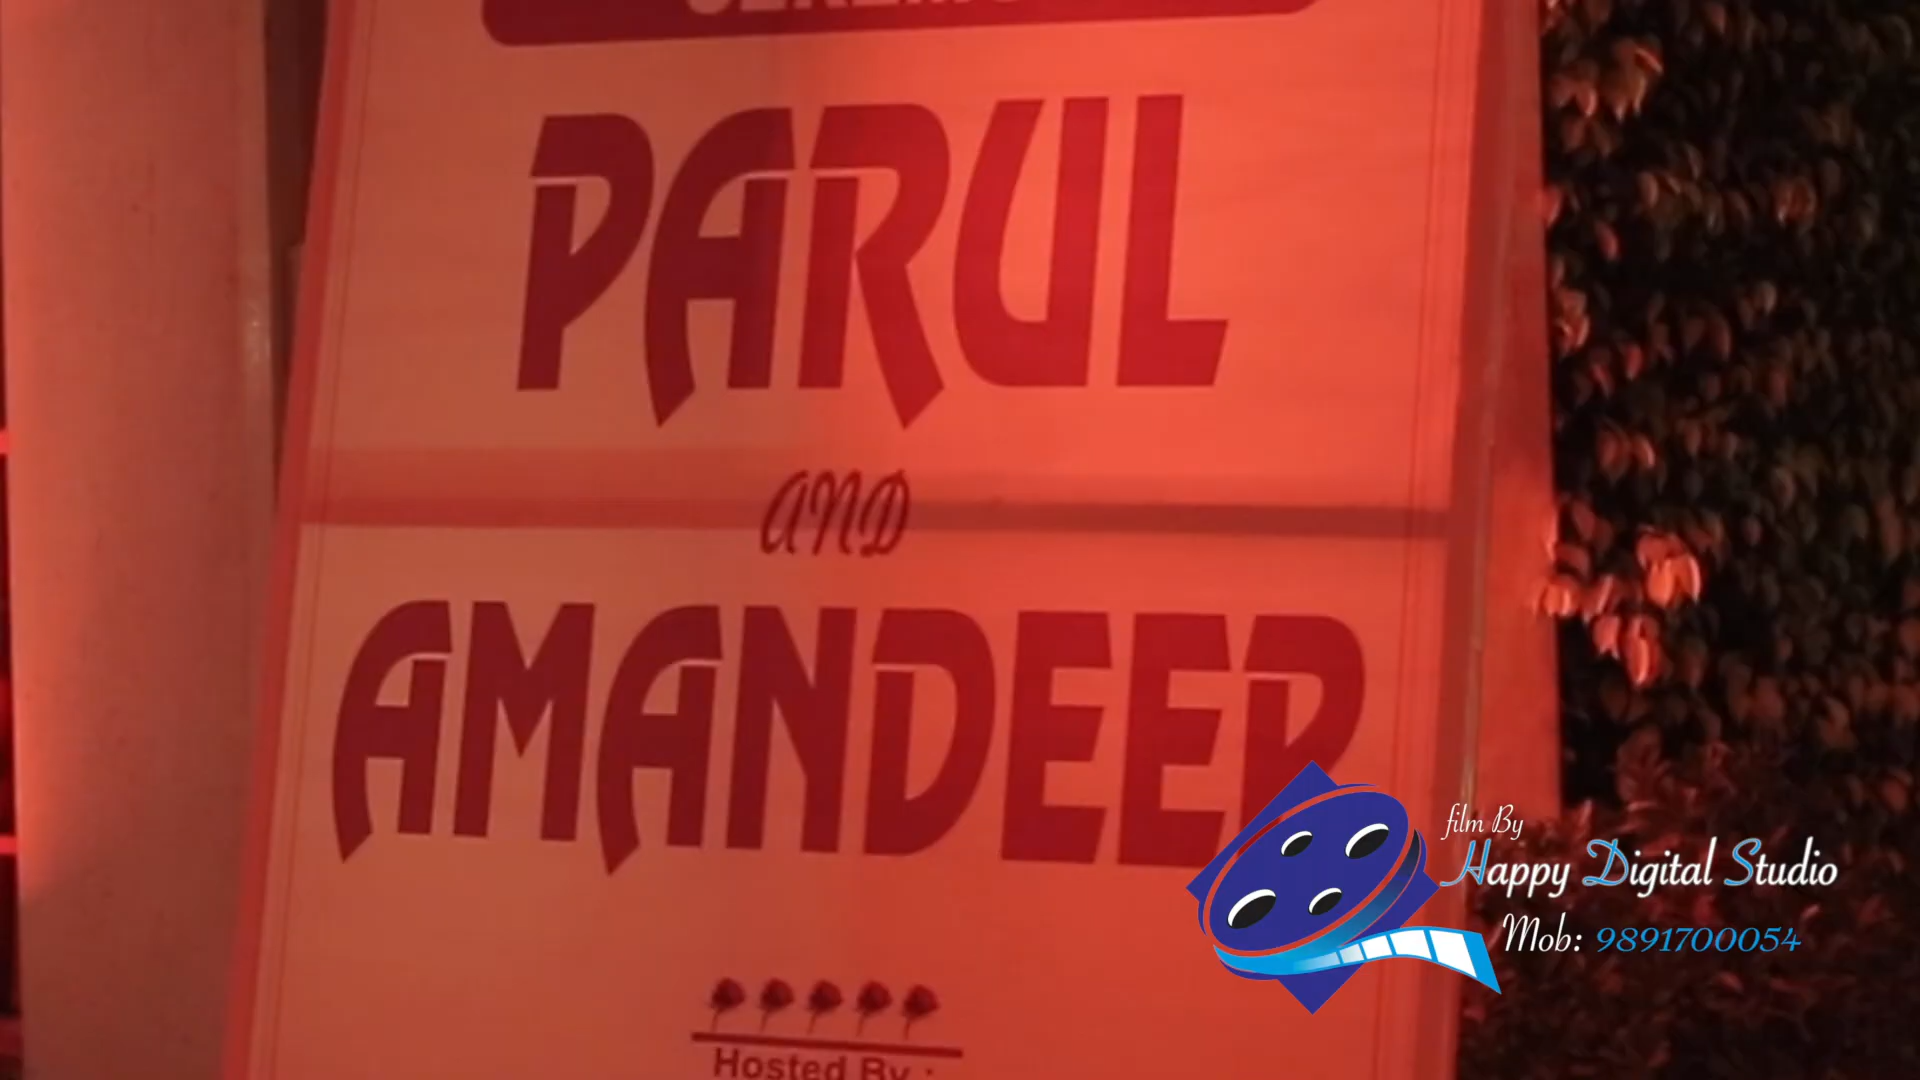 PARUL
AND
AMANDEEP
Hosted By :
film By
Happy Digital Studio
Mob: 9891700054